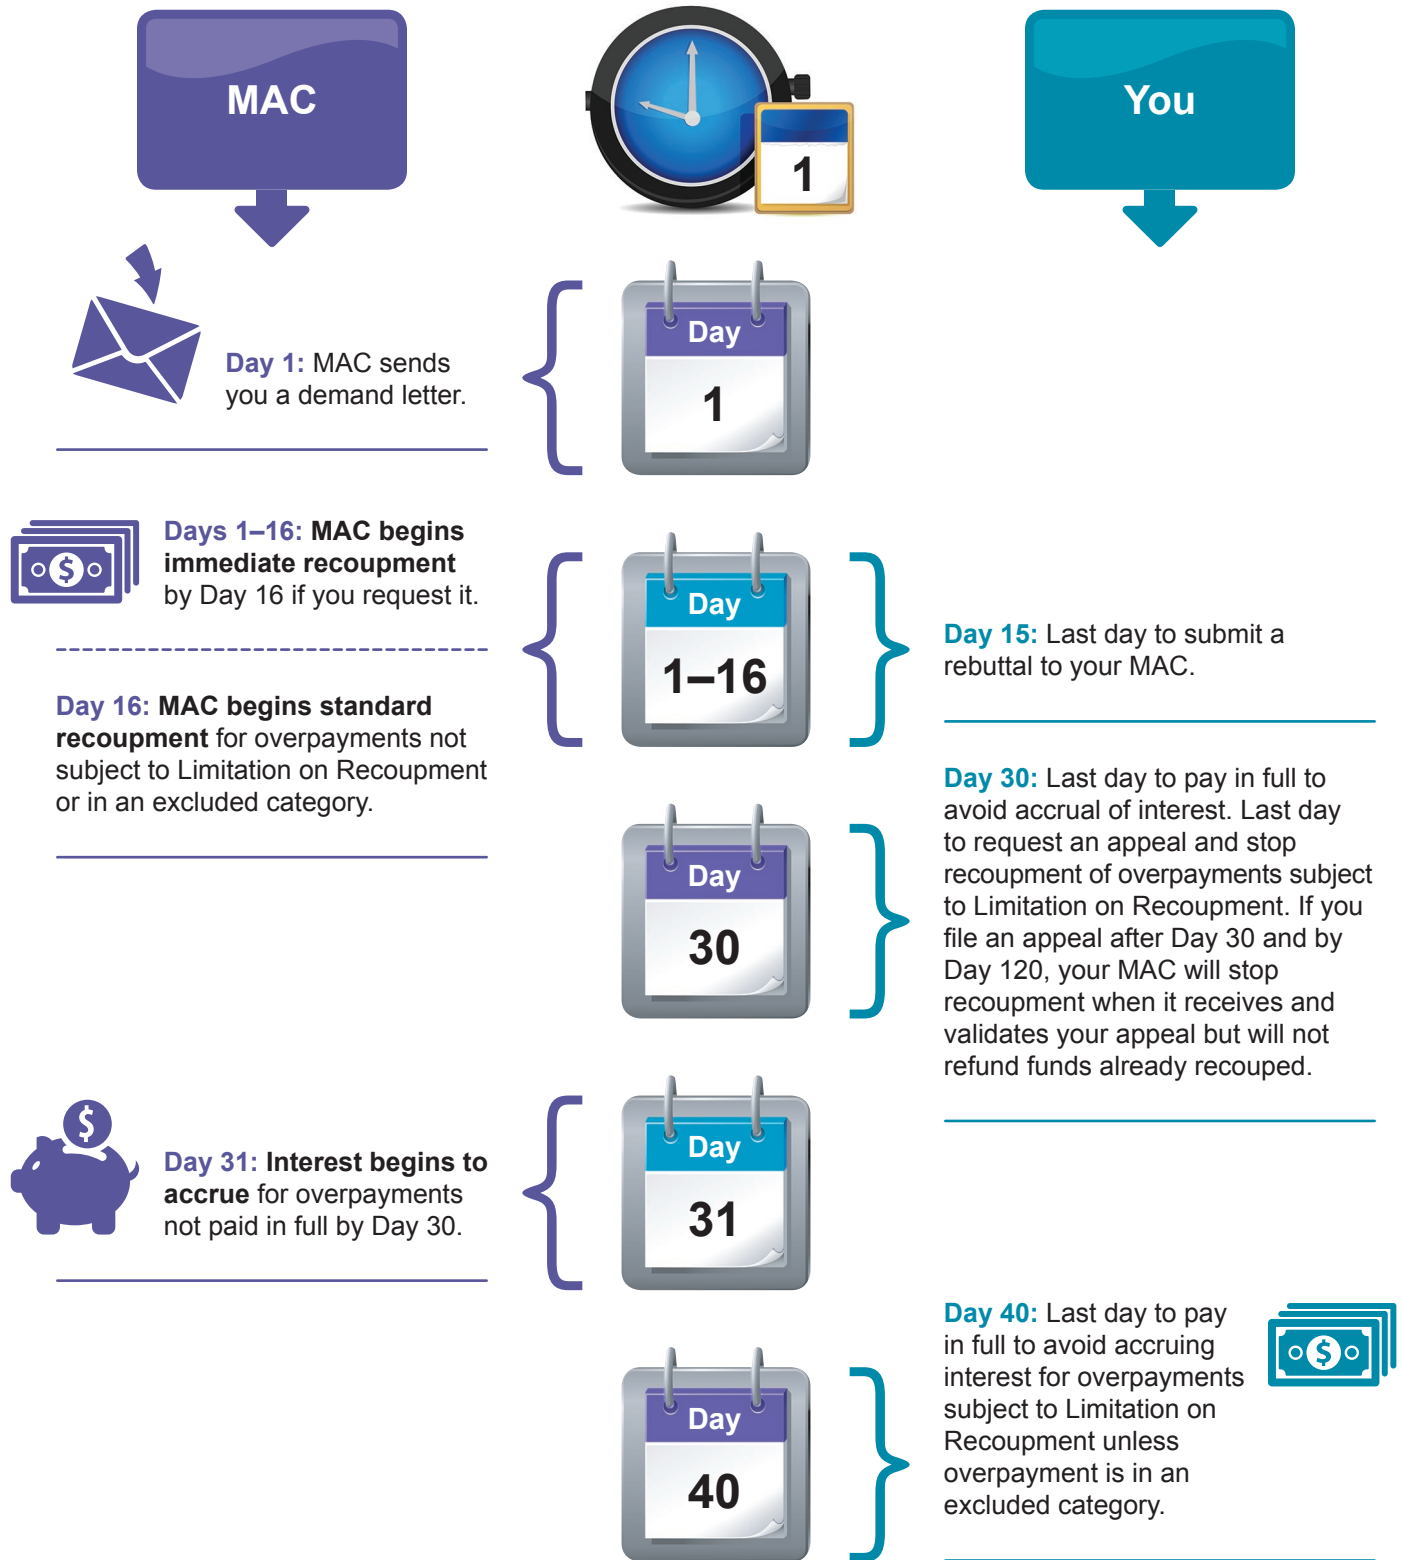 MAC
1
You
Day 1: MAC sends
you a demand letter.
Day
1
Days 1–16: MAC begins
immediate recoupment
by Day 16 if you request it.
Day 16: MAC begins standard
recoupment for overpayments not
subject to Limitation on Recoupment
or in an excluded category.
Day
1–16
Day 15: Last day to submit a
rebuttal to your MAC.
Day
30
Day 30: Last day to pay in full to
avoid accrual of interest. Last day
to request an appeal and stop
recoupment of overpayments subject
to Limitation on Recoupment. If you
file an appeal after Day 30 and by
Day 120, your MAC will stop
recoupment when it receives and
validates your appeal but will not
refund funds already recouped.
$
Day 31: Interest begins to
accrue for overpayments
not paid in full by Day 30.
Day
31
Day
40
Day 40: Last day to pay
in full to avoid accruing
interest for overpayments
subject to Limitation on
Recoupment unless
overpayment is in an
excluded category.
$